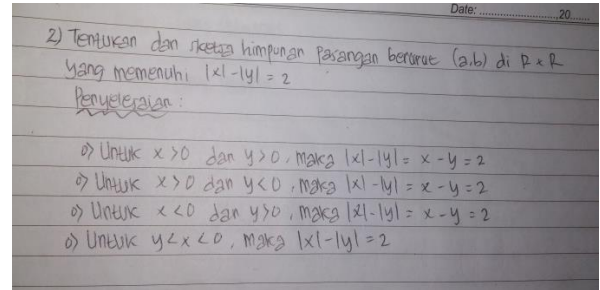 Date: ..............................20.......
2) Tentukan dan sketsa himpunan Pasangan berurut (a,b) di R x R
yang memenuhi |x| - |y| = 2
Penyelesaian :
o) Untuk x >0 dan y > 0, maka |x| - |y| = x - y = 2
o) Untuk x > 0 dan y < 0, maka |x| - |y| = x - y = 2
o) Untuk x < 0 dan y > 0, maka |x| - |y| = x - y = 2
o) Untuk y < x < 0, maka |x| - |y| = 2